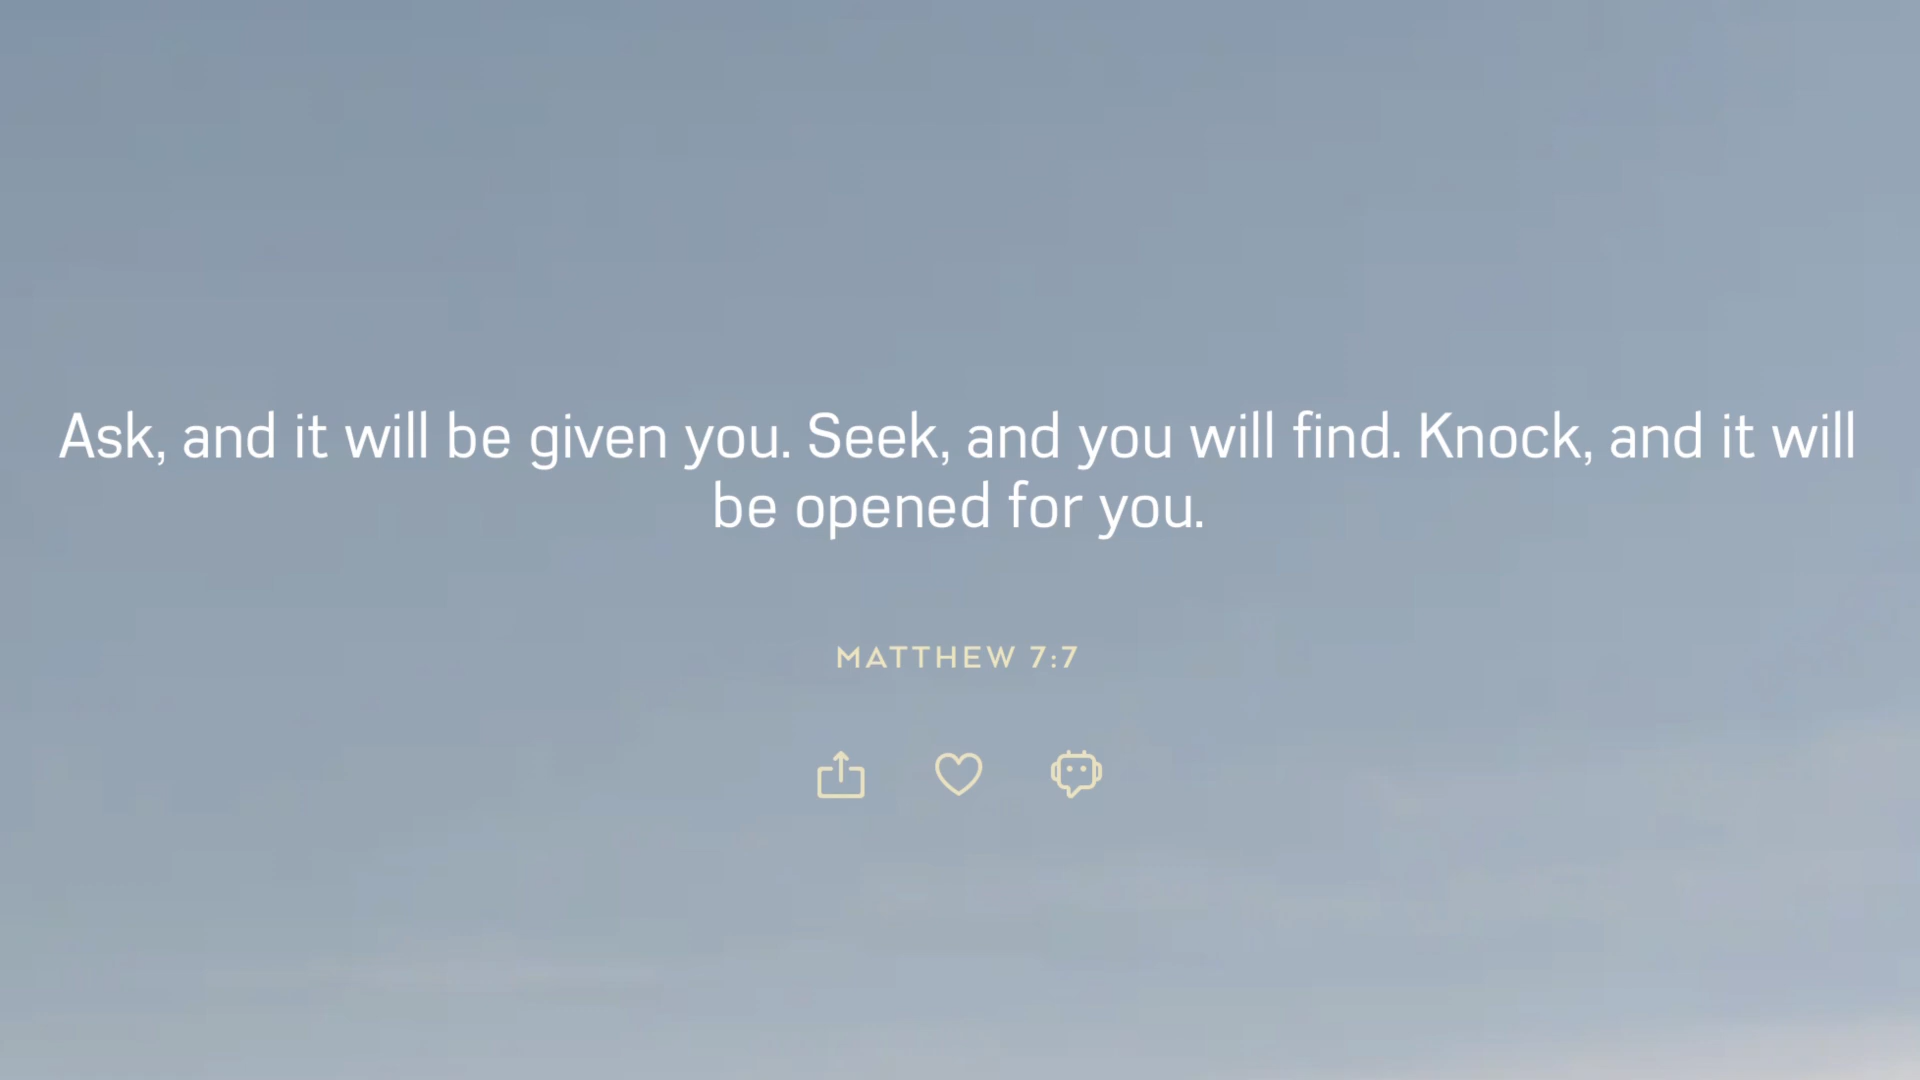 Ask, and it will be given you. Seek, and you will find. Knock, and it will
be opened for you.
MATTHEW 7:7